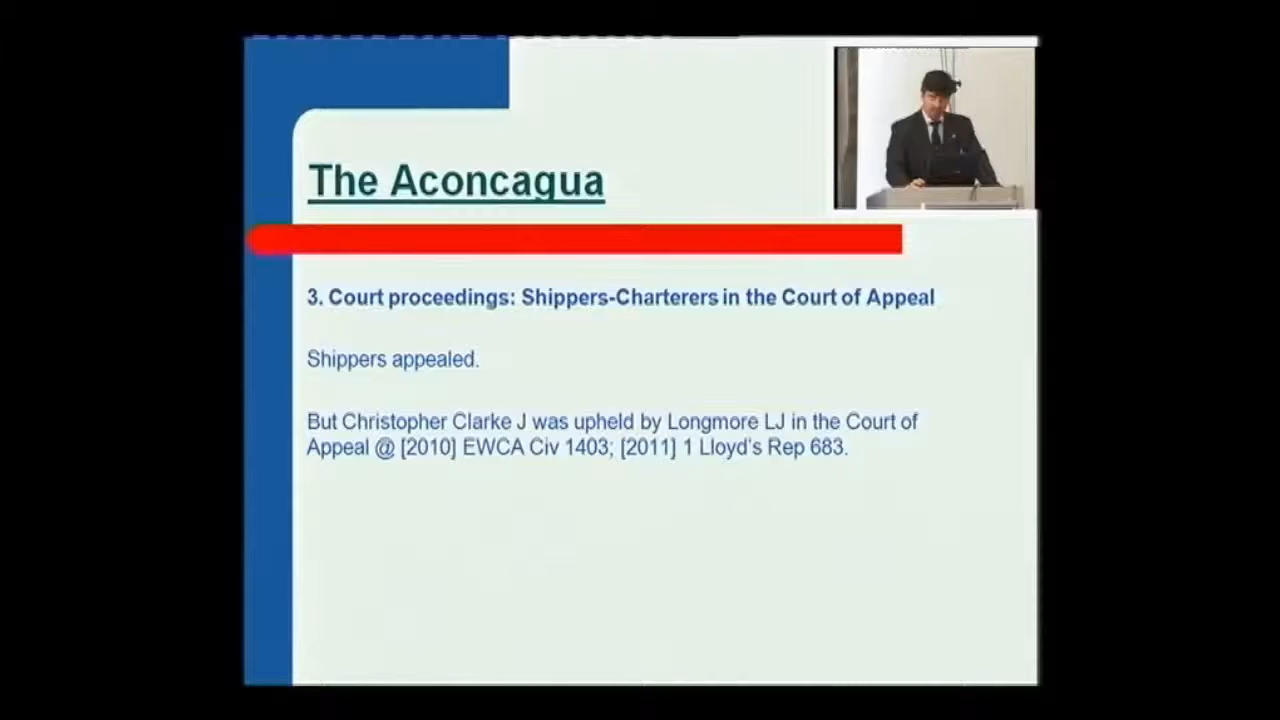 The Aconcagua
3. Court proceedings: Shippers-Charterers in the Court of Appeal
Shippers appealed.
But Christopher Clarke J was upheld by Longmore LJ in the Court of
Appeal @ [2010] EWCA Civ 1403; [2011] 1 Lloyd's Rep 683.